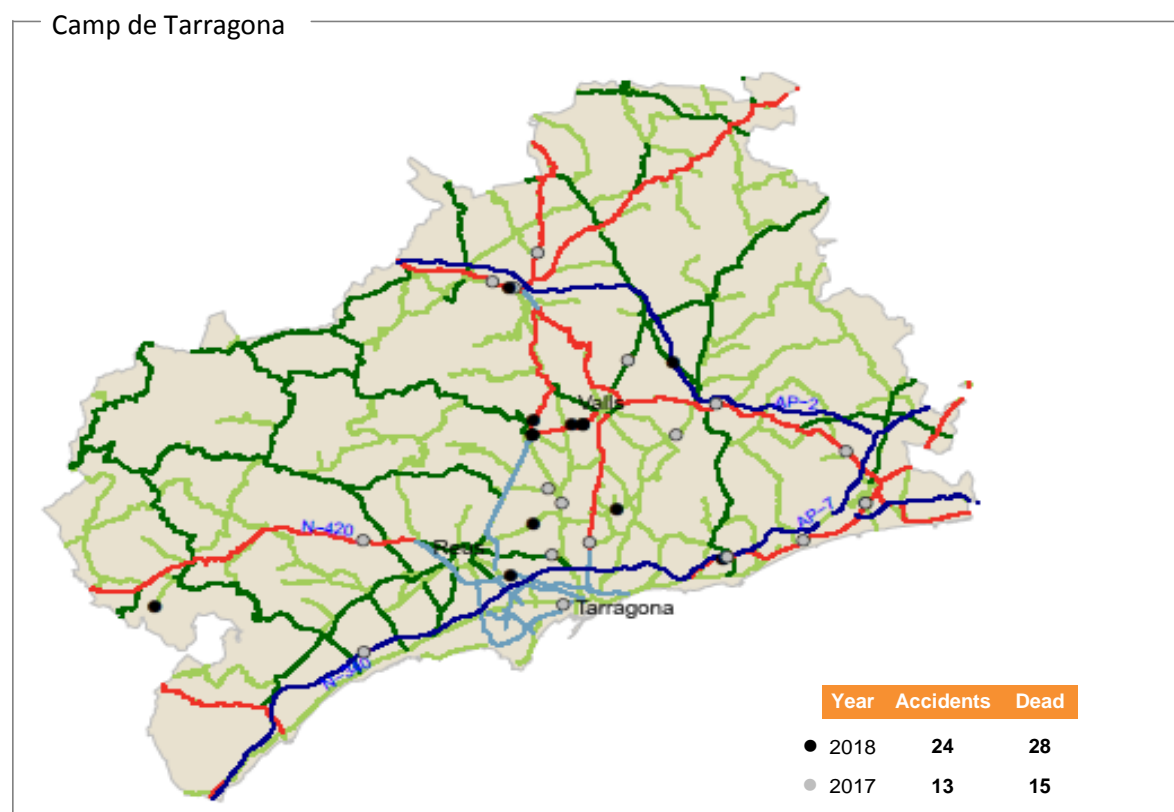 Camp de Tarragona
Valls
AP-2
AP-7
N-420
Reus
Tarragona
N-340
Year Accidents Dead
2018 24 28
2017 13 15